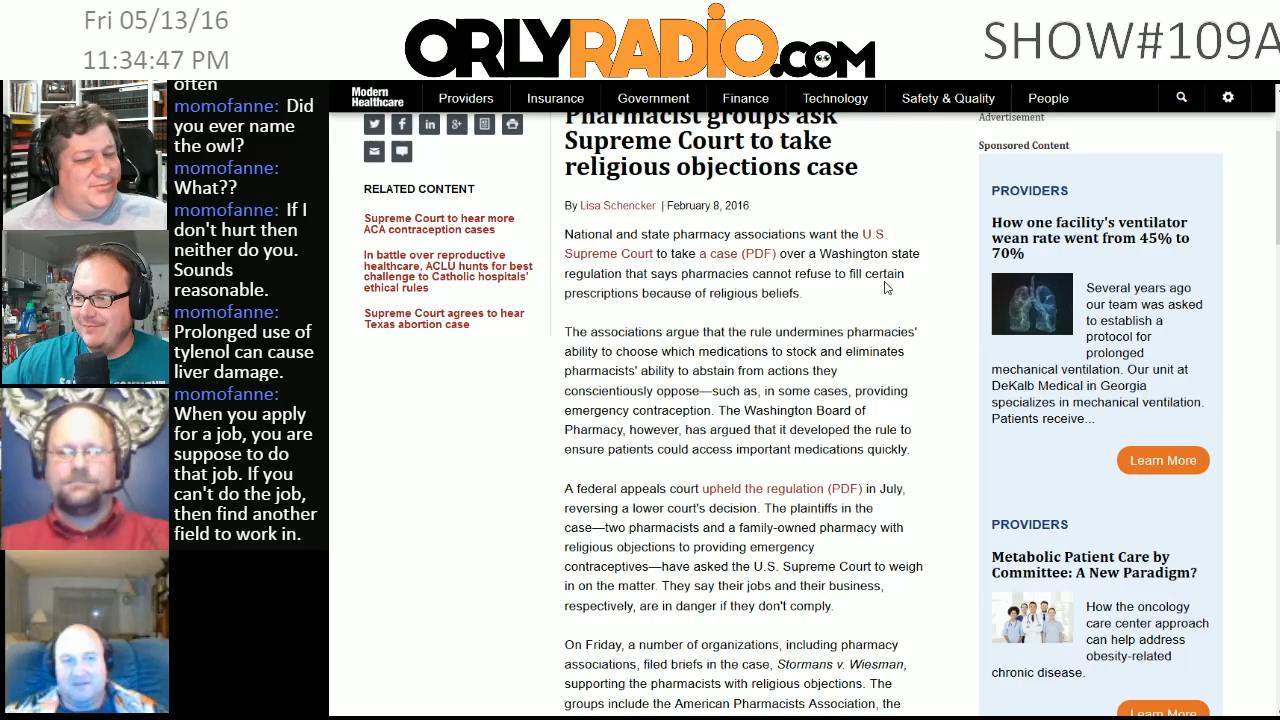 Fri 05/13/16
11:34:47 PM
ORLYRADiO.COM
SHOW#109A
often
momofanne: Did
you ever name
the owl?
momofanne:
What??
momofanne: If I
don't hurt then
neither do you.
Sounds
reasonable.
momofanne:
Prolonged use of
tylenol can cause
liver damage.
momofanne:
When you apply
for a job, you are
suppose to do
that job. If you
can't do the job,
then find another
field to work in.
Modern
Healthcare
Providers
Insurance
Government
Finance
Technology
Safety & Quality
People
RELATED CONTENT
Supreme Court to hear more
ACA contraception cases
In battle over reproductive
healthcare, ACLU hunts for best
challenge to Catholic hospitals'
ethical rules
Supreme Court agrees to hear
Texas abortion case
Pharmacist groups ask
Supreme Court to take
religious objections case
By Lisa Schencker | February 8, 2016
National and state pharmacy associations want the U.S.
Supreme Court to take a case (PDF) over a Washington state
regulation that says pharmacies cannot refuse to fill certain
prescriptions because of religious beliefs.
The associations argue that the rule undermines pharmacies'
ability to choose which medications to stock and eliminates
pharmacists' ability to abstain from actions they
conscientiously oppose—such as, in some cases, providing
emergency contraception. The Washington Board of
Pharmacy, however, has argued that it developed the rule to
ensure patients could access important medications quickly.
A federal appeals court upheld the regulation (PDF) in July,
reversing a lower court's decision. The plaintiffs in the
case—two pharmacists and a family-owned pharmacy with
religious objections to providing emergency
contraceptives—have asked the U.S. Supreme Court to weigh
in on the matter. They say their jobs and their business,
respectively, are in danger if they don't comply.
On Friday, a number of organizations, including pharmacy
associations, filed briefs in the case, Stormans v. Wiesman,
supporting the pharmacists with religious objections. The
groups include the American Pharmacists Association, the
Advertisement
Sponsored Content
PROVIDERS
How one facility's ventilator
wean rate went from 45% to
70%
Several years ago
our team was asked
to establish a
protocol for
prolonged
mechanical ventilation. Our unit at
DeKalb Medical in Georgia
specializes in mechanical ventilation.
Patients receive...
Learn More
PROVIDERS
Metabolic Patient Care by
Committee: A New Paradigm?
How the oncology
care center approach
can help address
obesity-related
chronic disease.
Learn More